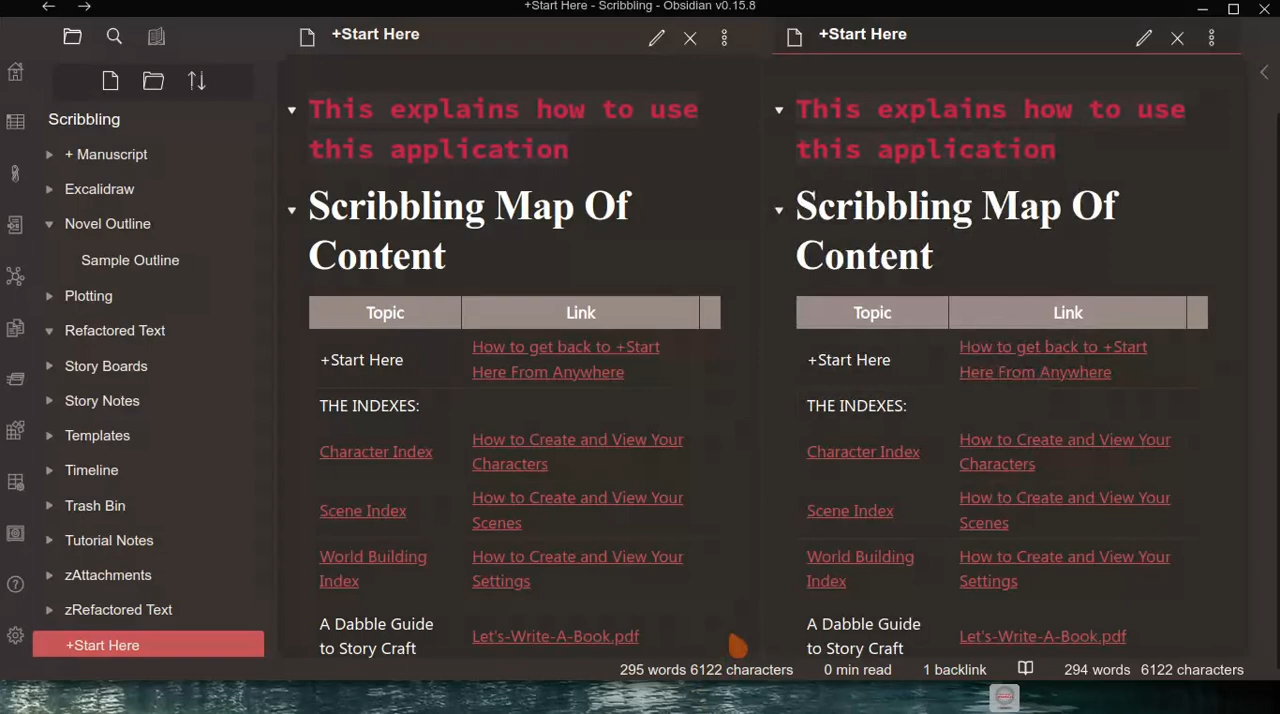 +Start Here - Scribbling - Obsidian v0.15.8
+Start Here
+Start Here
Scribbling
+ Manuscript
Excalidraw
Novel Outline
Sample Outline
Plotting
Refactored Text
Story Boards
Story Notes
Templates
Timeline
Trash Bin
Tutorial Notes
zAttachments
zRefactored Text
+Start Here
This explains how to use
this application
Scribbling Map Of
Content
Topic Link
+Start Here
How to get back to +Start
Here From Anywhere
THE INDEXES:
Character Index
How to Create and View Your
Characters
Scene Index
How to Create and View Your
Scenes
World Building
Index
How to Create and View Your
Settings
A Dabble Guide
to Story Craft
Let's-Write-A-Book.pdf
This explains how to use
this application
Scribbling Map Of
Content
Topic Link
+Start Here
How to get back to +Start
Here From Anywhere
THE INDEXES:
Character Index
How to Create and View Your
Characters
Scene Index
How to Create and View Your
Scenes
World Building
Index
How to Create and View Your
Settings
A Dabble Guide
to Story Craft
Let's-Write-A-Book.pdf
295 words 6122 characters 0 min read 1 backlink 294 words 6122 characters